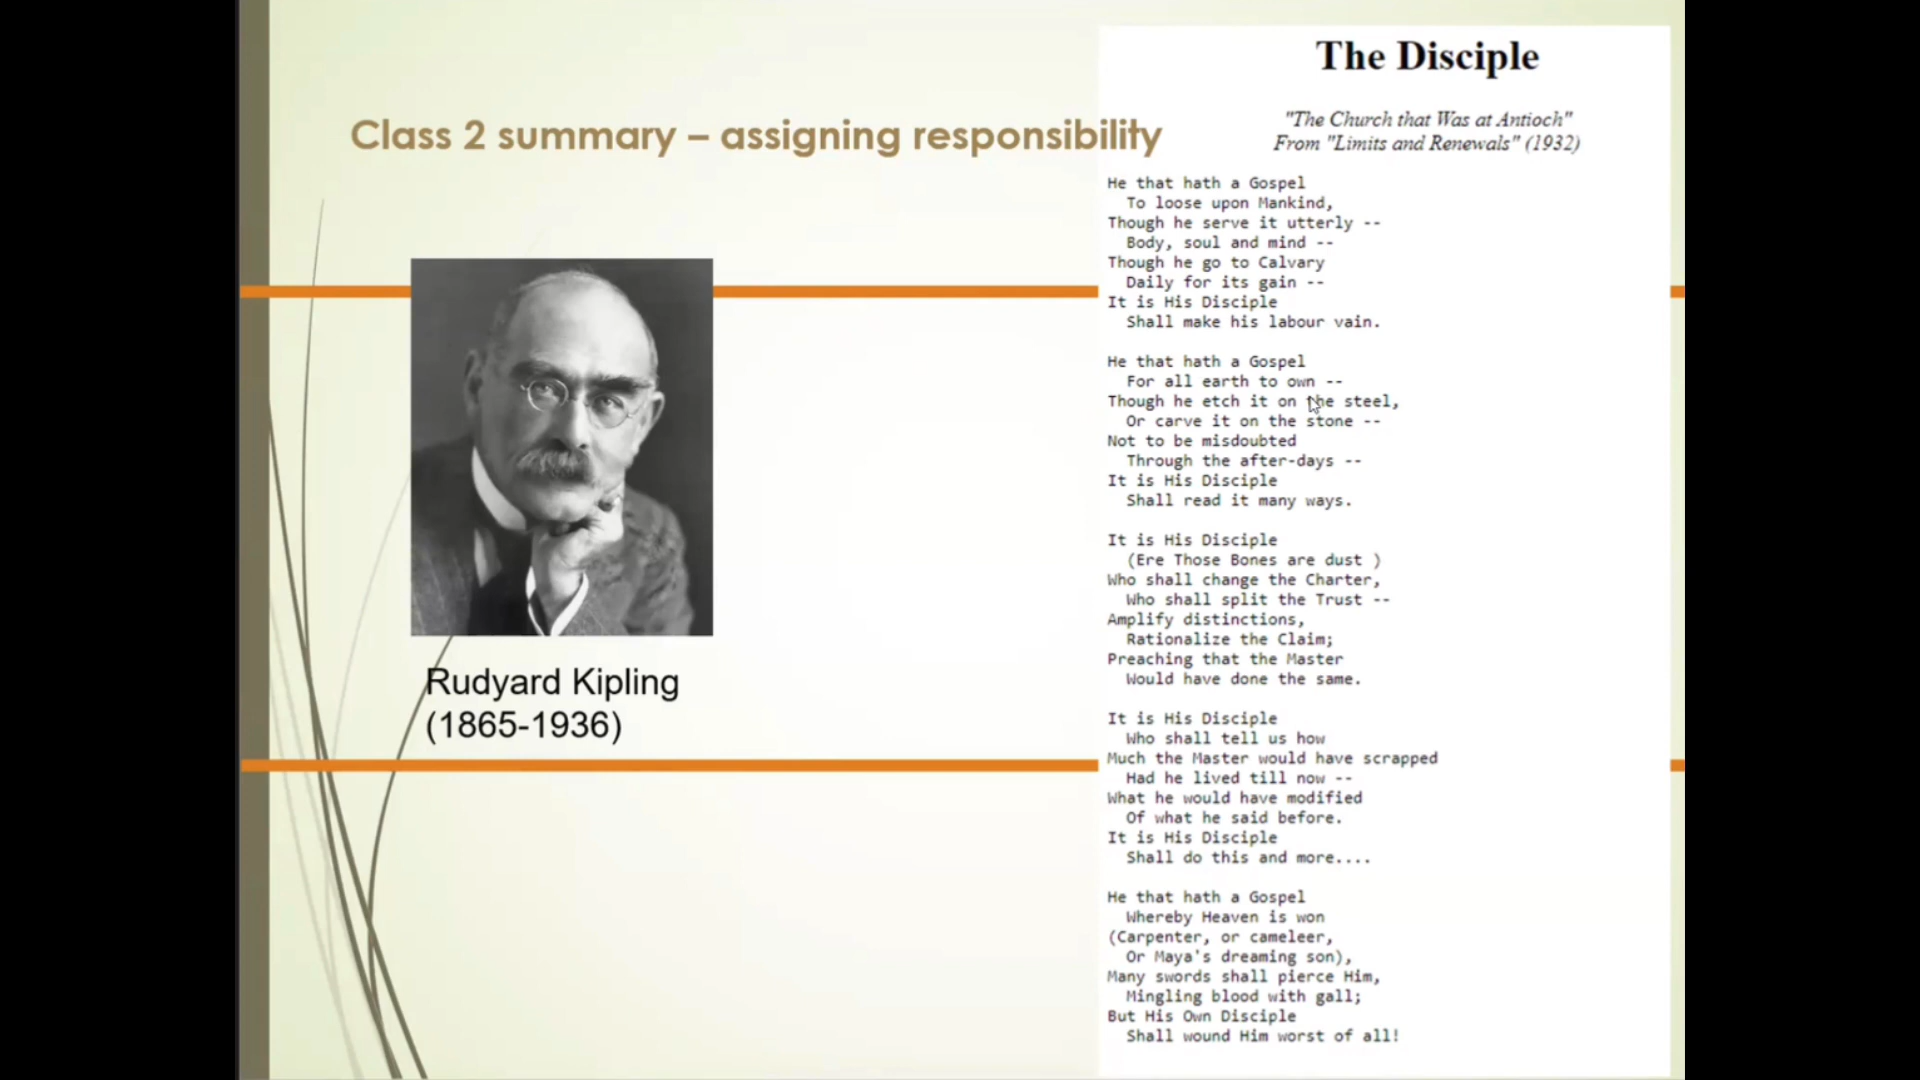 Class 2 summary – assigning responsibility
Rudyard Kipling
(1865-1936)
The Disciple
"The Church that Was at Antioch"
From "Limits and Renewals" (1932)
He that hath a Gospel
To loose upon Mankind,
Though he serve it utterly --
Body, soul and mind --
Though he go to Calvary
Daily for its gain --
It is His Disciple
Shall make his labour vain.
He that hath a Gospel
For all earth to own --
Though he etch it on the steel,
Or carve it on the stone --
Not to be misdoubted
Through the after-days --
It is His Disciple
Shall read it many ways.
It is His Disciple
(Ere Those Bones are dust )
Who shall change the Charter,
Who shall split the Trust --
Amplify distinctions,
Rationalize the Claim;
Preaching that the Master
Would have done the same.
It is His Disciple
Who shall tell us how
Much the Master would have scrapped
Had he lived till now --
What he would have modified
Of what he said before.
It is His Disciple
Shall do this and more....
He that hath a Gospel
Whereby Heaven is won
(Carpenter, or cameleer,
Or Maya's dreaming son),
Many swords shall pierce Him,
Mingling blood with gall;
But His Own Disciple
Shall wound Him worst of all!